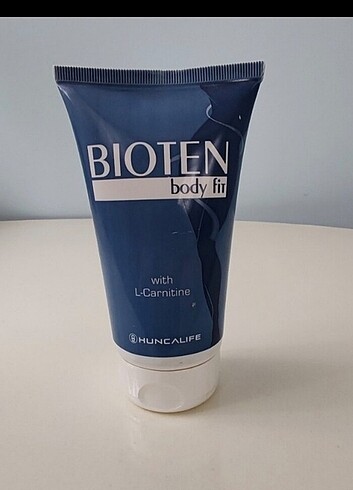 BIOTEN
body fit
with
L-Carnitine
HUNCALIFE